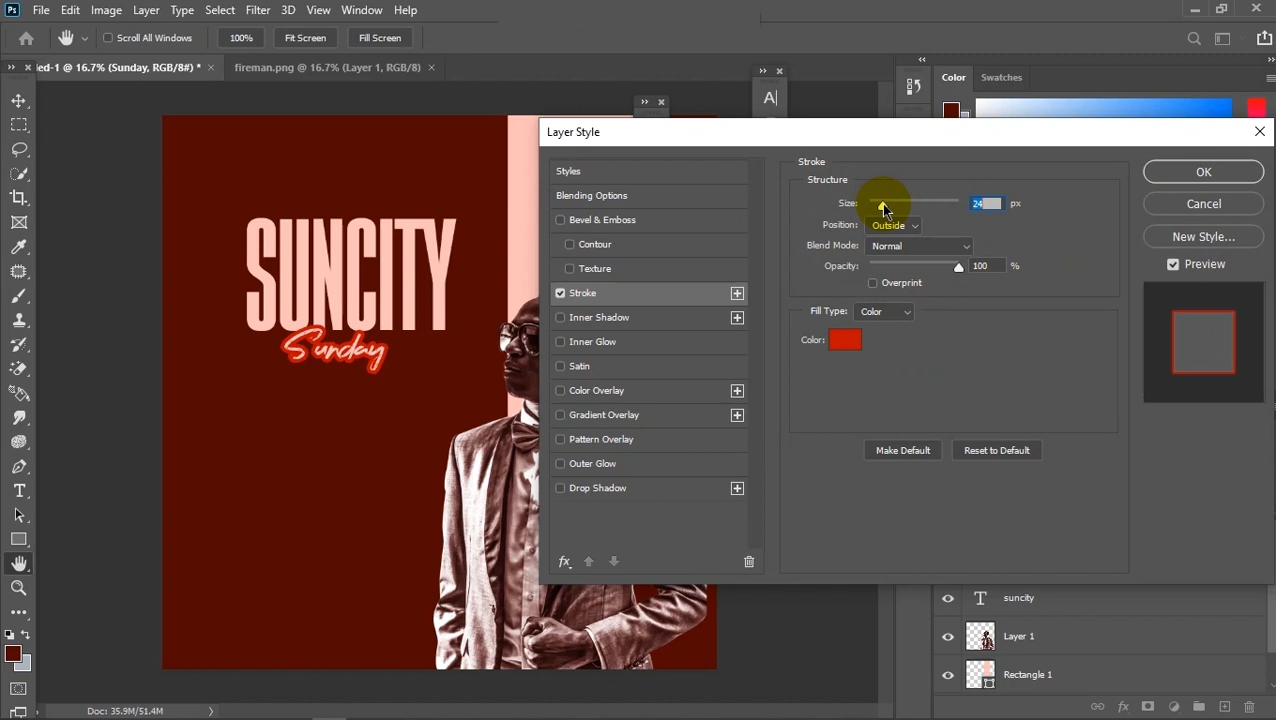 Ps File Edit Image Layer Type Select Filter 3D View Window Help
Scroll All Windows 100% Fit Screen Fill Screen
ed-1 @ 16.7% (Sunday, RGB/8#) * × fireman.png @ 16.7% (Layer 1, RGB/8) ×
Color Swatches
A|
Layer Style
Styles
Blending Options
Bevel & Emboss
Contour
Texture
Stroke
Inner Shadow
Inner Glow
Satin
Color Overlay
Gradient Overlay
Pattern Overlay
Outer Glow
Drop Shadow
fx
Stroke
Structure
Size: 24 px
Position: Outside
Blend Mode: Normal
Opacity: 100 %
Overprint
Fill Type: Color
Color:
Make Default Reset to Default
OK
Cancel
New Style...
Preview
SUNCITY
Sunday
T suncity
Layer 1
Rectangle 1
fx
Doc: 35.9M/51.4M